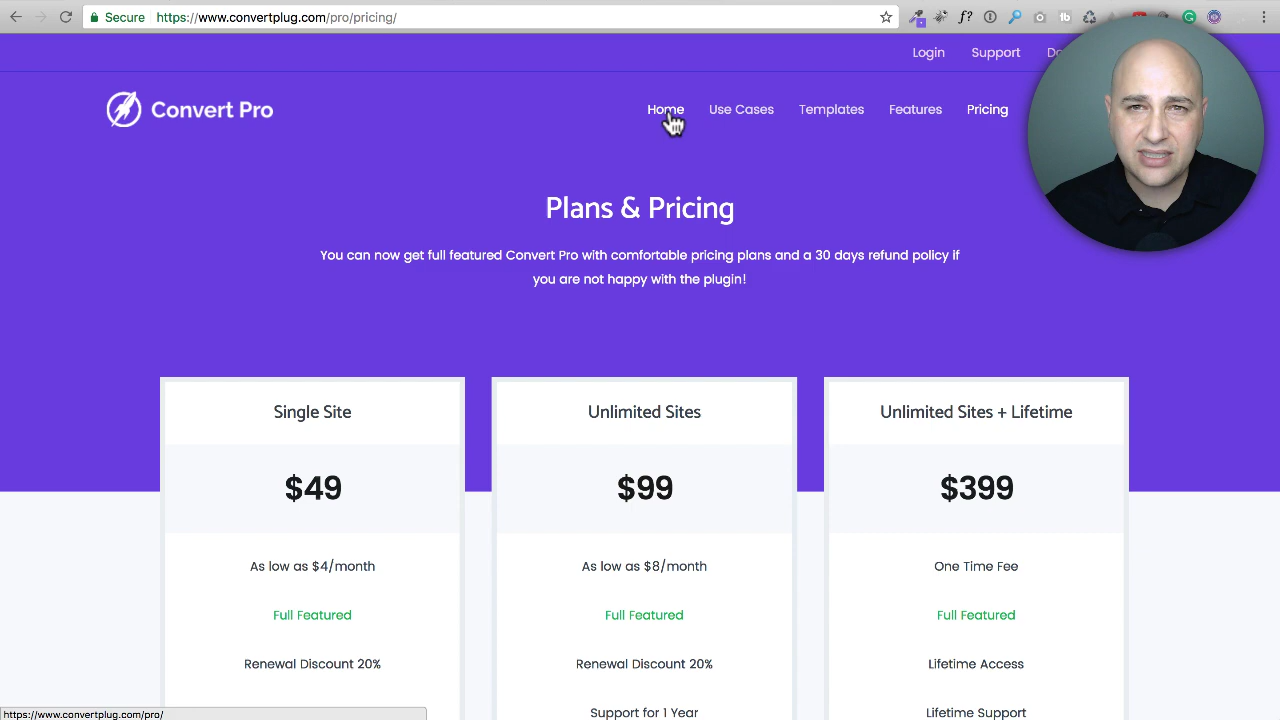 Secure https://www.convertplug.com/pro/pricing/
Login Support
Convert Pro
Home Use Cases Templates Features Pricing
Plans & Pricing
You can now get full featured Convert Pro with comfortable pricing plans and a 30 days refund policy if
you are not happy with the plugin!
Single Site Unlimited Sites Unlimited Sites + Lifetime
$49 $99 $399
As low as $4/month As low as $8/month One Time Fee
Full Featured Full Featured Full Featured
Renewal Discount 20% Renewal Discount 20% Lifetime Access
Support for 1 Year Lifetime Support
https://www.convertplug.com/pro/